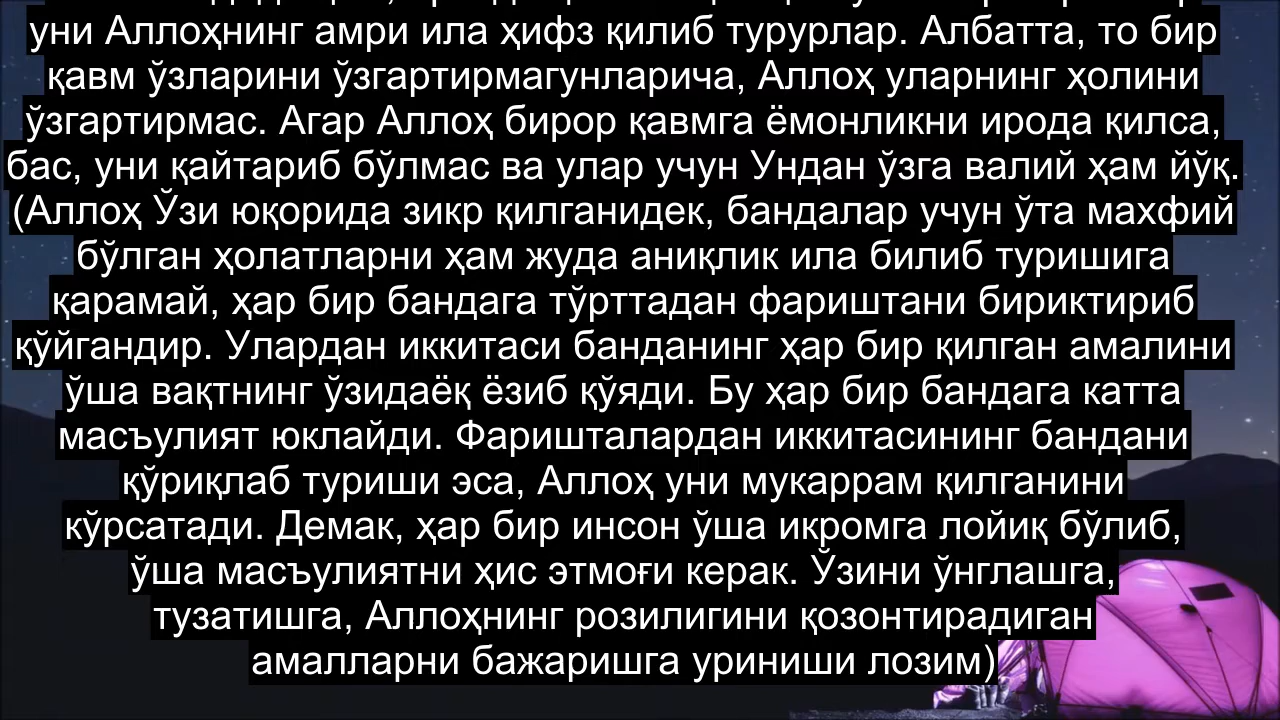 уни Аллоҳнинг амри ила ҳифз қилиб турурлар. Албатта, то бир
қавм ўзларини ўзгартирмагунларича, Аллоҳ уларнинг ҳолини
ўзгартирмас. Агар Аллоҳ бирор қавмга ёмонликни ирода қилса,
бас, уни қайтариб бўлмас ва улар учун Ундан ўзга валий ҳам йўқ.
(Аллоҳ Ўзи юқорида зикр қилганидек, бандалар учун ўта махфий
бўлган ҳолатларни ҳам жуда аниқлик ила билиб туришига
қарамай, ҳар бир бандага тўрттадан фариштани бириктириб
қўйгандир. Улардан иккитаси банданинг ҳар бир қилган амалини
ўша вақтнинг ўзидаёқ ёзиб қўяди. Бу ҳар бир бандага катта
масъулият юклайди. Фаришталардан иккитасининг бандани
қўриқлаб туриши эса, Аллоҳ уни мукаррам қилганини
кўрсатади. Демак, ҳар бир инсон ўша икромга лойиқ бўлиб,
ўша масъулиятни ҳис этмоғи керак. Ўзини ўнглашга,
тузатишга, Аллоҳнинг розилигини қозонтирадиган
амалларни бажаришга уриниши лозим)